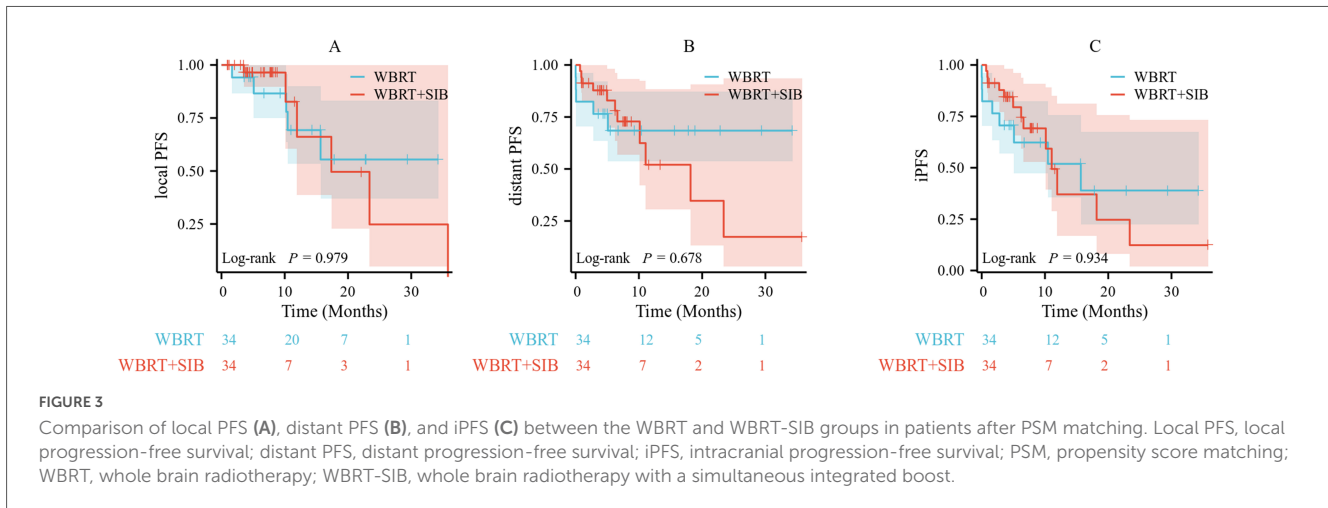 A
1.00
0.75
0.50
0.25
local PFS
WBRT
WBRT+SIB
Log-rank P = 0.979
0 10 20 30
Time (Months)
WBRT 34 20 7 1
WBRT+SIB 34 7 3 1
B
1.00
0.75
0.50
0.25
distant PFS
WBRT
WBRT+SIB
Log-rank P = 0.678
0 10 20 30
Time (Months)
WBRT 34 12 5 1
WBRT+SIB 34 7 2 1
C
1.00
0.75
0.50
0.25
0.00
iPFS
WBRT
WBRT+SIB
Log-rank P = 0.934
0 10 20 30
Time (Months)
WBRT 34 12 5 1
WBRT+SIB 34 7 2 1
FIGURE 3
Comparison of local PFS (A), distant PFS (B), and iPFS (C) between the WBRT and WBRT-SIB groups in patients after PSM matching. Local PFS, local
progression-free survival; distant PFS, distant progression-free survival; iPFS, intracranial progression-free survival; PSM, propensity score matching;
WBRT, whole brain radiotherapy; WBRT-SIB, whole brain radiotherapy with a simultaneous integrated boost.